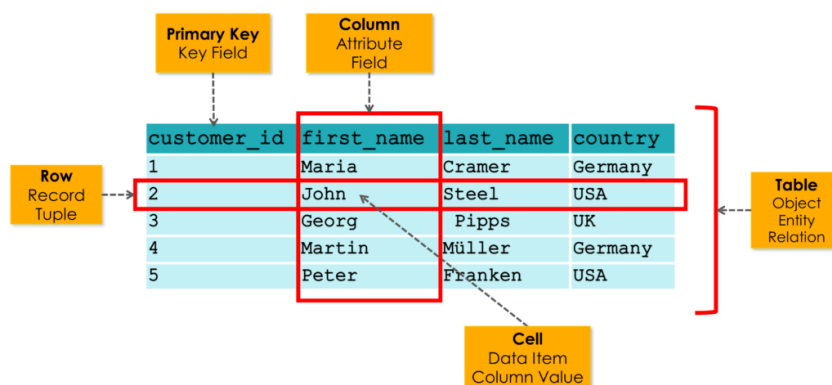 Primary Key
Key Field
Column
Attribute
Field
customer_id first_name last_name country
1 Maria Cramer Germany
2 John Steel USA
3 Georg Pipps UK
4 Martin Müller Germany
5 Peter Franken USA
Row
Record
Tuple
Table
Object
Entity
Relation
Cell
Data Item
Column Value